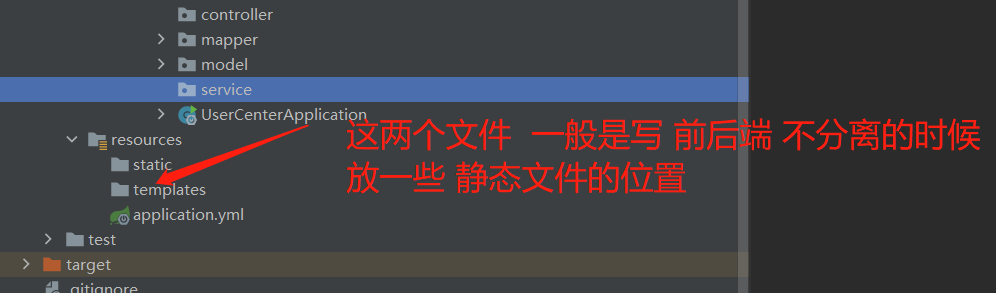 controller
mapper
model
service
UserCenterApplication
resources
static
templates
application.yml
test
target
.gitignore
这两个文件 一般是写 前后端 不分离的时候
放一些 静态文件的位置